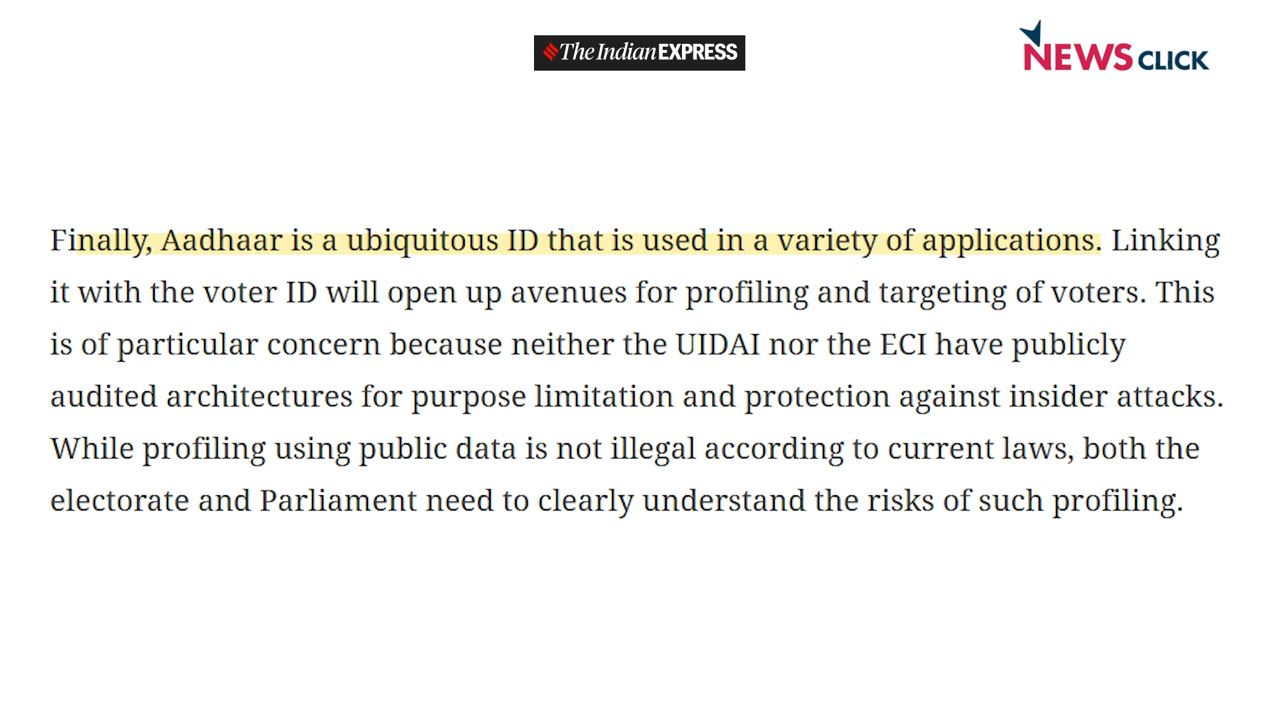 The Indian EXPRESS
NEWS CLICK
Finally, Aadhaar is a ubiquitous ID that is used in a variety of applications. Linking
it with the voter ID will open up avenues for profiling and targeting of voters. This
is of particular concern because neither the UIDAI nor the ECI have publicly
audited architectures for purpose limitation and protection against insider attacks.
While profiling using public data is not illegal according to current laws, both the
electorate and Parliament need to clearly understand the risks of such profiling.